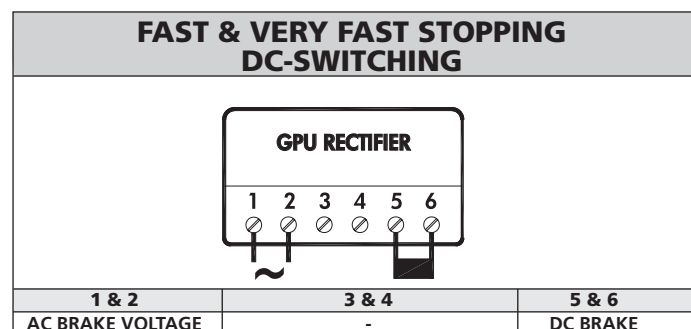 FAST & VERY FAST STOPPING
DC-SWITCHING
GPU RECTIFIER
1 2 3 4 5 6
~
1 & 2 3 & 4 5 & 6
AC BRAKE VOLTAGE - DC BRAKE